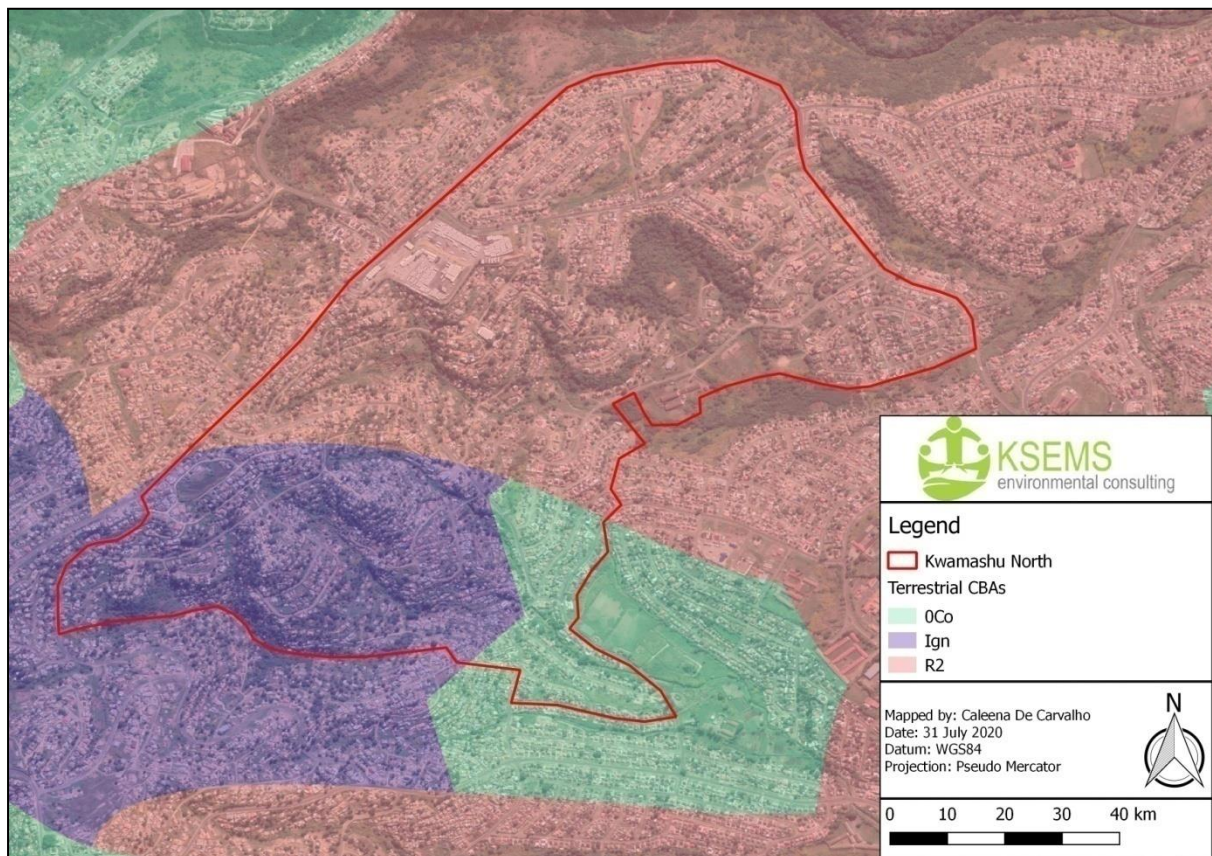 KSEMS
environmental consulting
Legend
Kwamashu North
Terrestrial CBAs
0Co
Ign
R2
Mapped by: Caleena De Carvalho
Date: 31 July 2020
Datum: WGS84
Projection: Pseudo Mercator
N
0 10 20 30 40 km